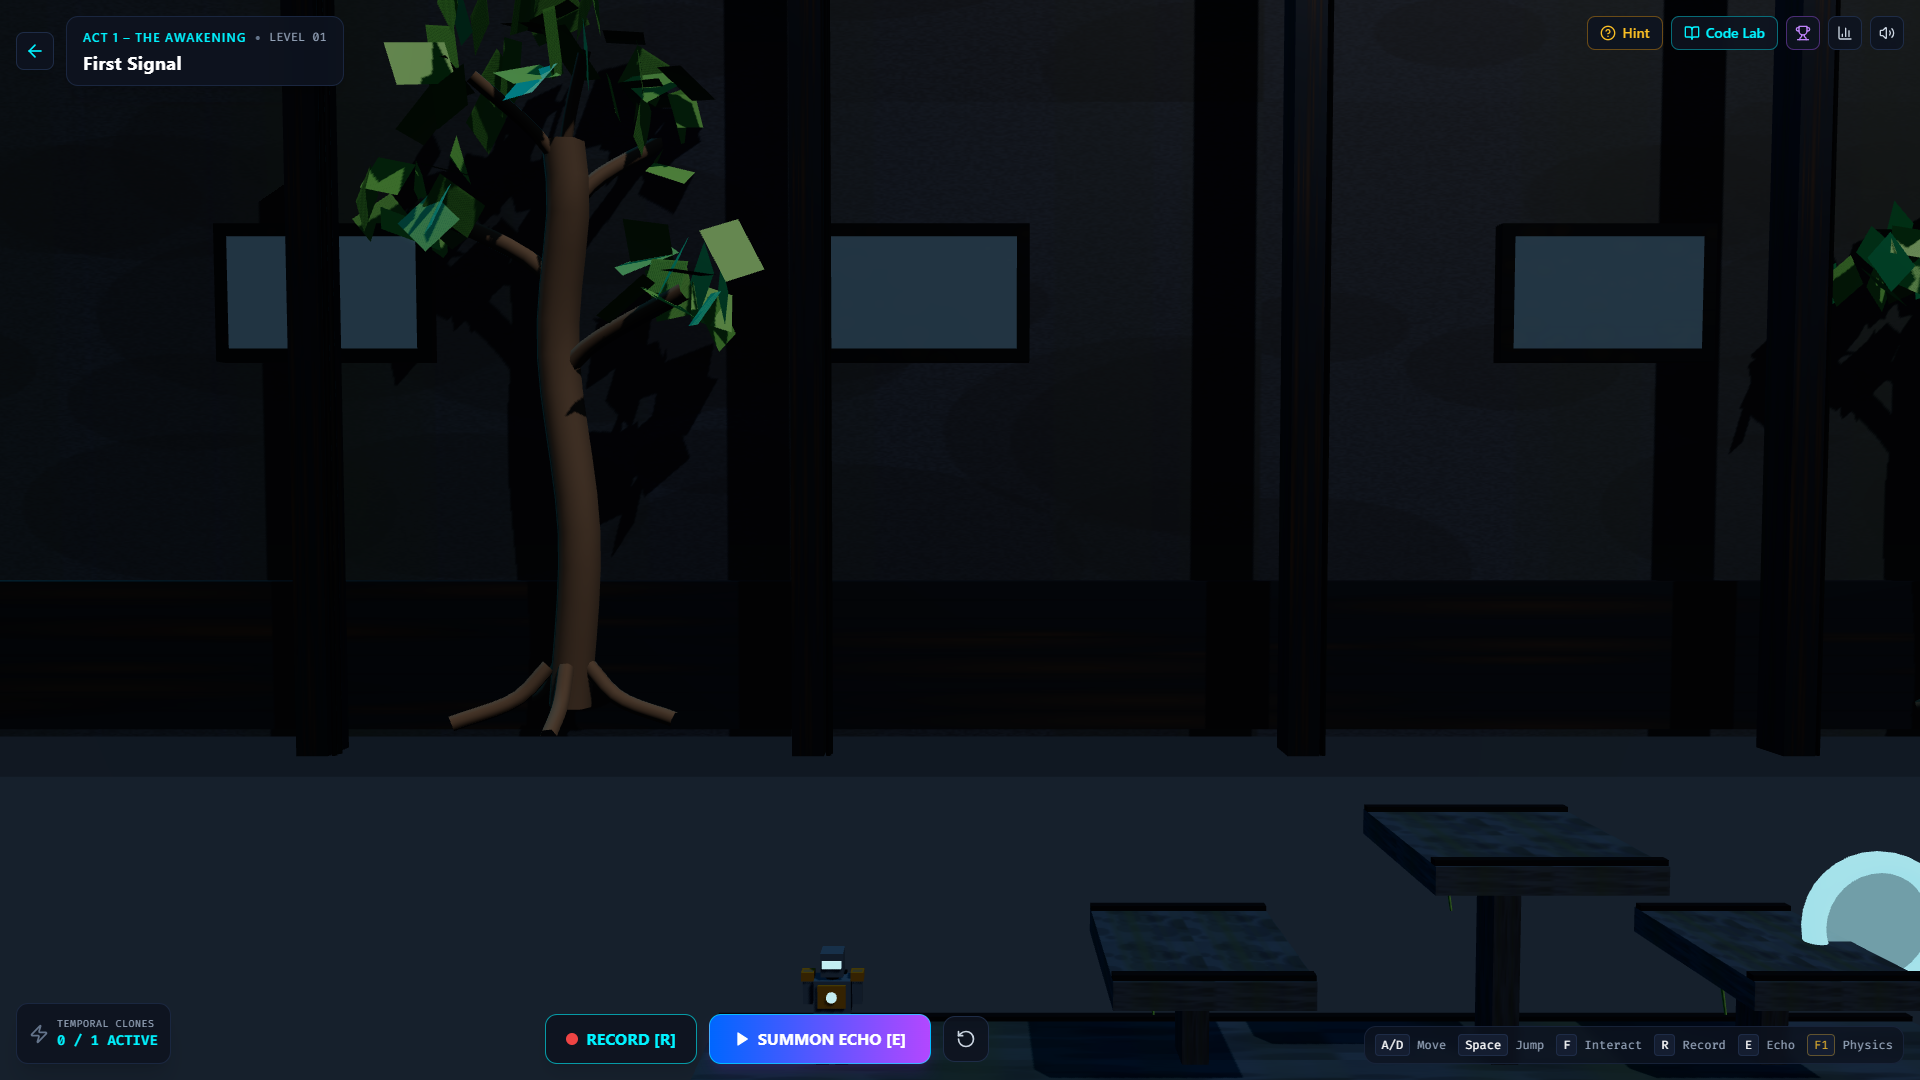 ACT 1 – THE AWAKENING • LEVEL 01
First Signal
Hint
Code Lab
TEMPORAL CLONES
0 / 1 ACTIVE
RECORD [R]
SUMMON ECHO [E]
A/D Move Space Jump F Interact R Record E Echo F1 Physics